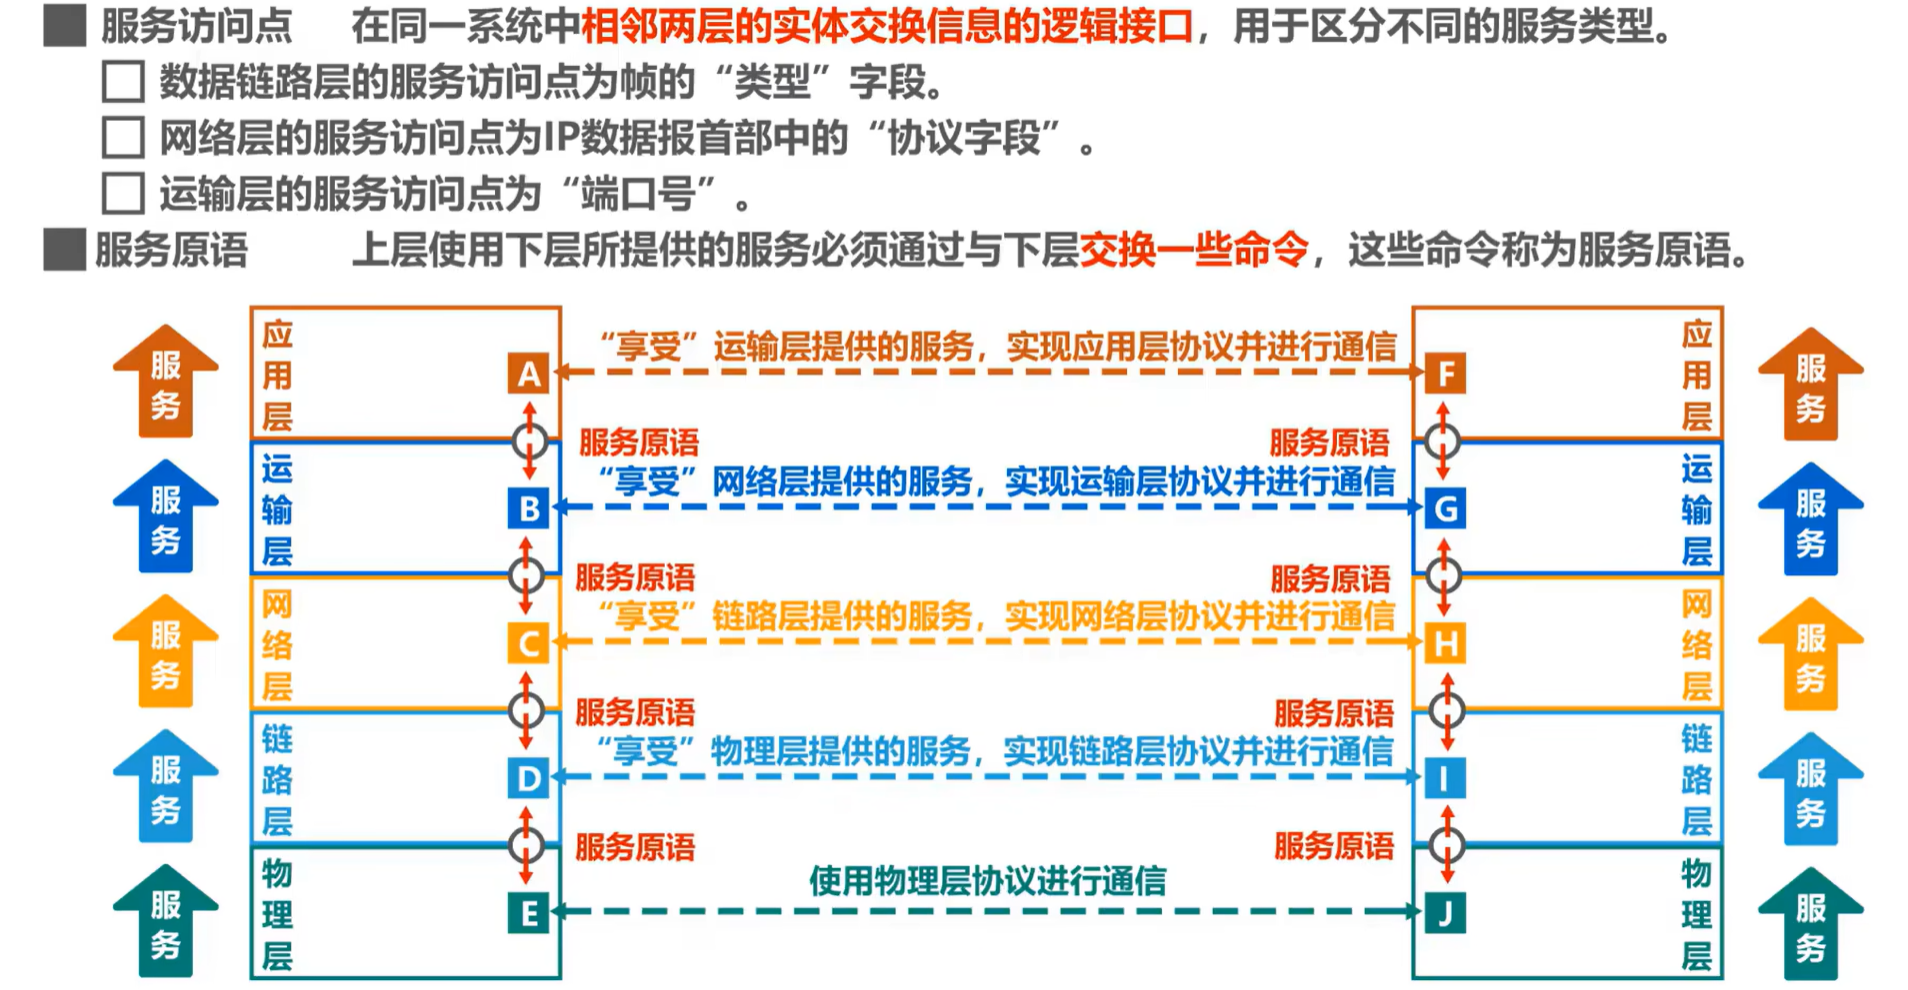 服务访问点 在同一系统中相邻两层的实体交换信息的逻辑接口，用于区分不同的服务类型。
数据链路层的服务访问点为帧的“类型”字段。
网络层的服务访问点为IP数据报首部中的“协议字段”。
运输层的服务访问点为“端口号”。
服务原语 上层使用下层所提供的服务必须通过与下层交换一些命令，这些命令称为服务原语。
服务
应用层
A
“享受”运输层提供的服务，实现应用层协议并进行通信
F
应用层
服务
服务原语
服务原语
服务
运输层
B
“享受”网络层提供的服务，实现运输层协议并进行通信
G
运输层
服务
服务原语
服务原语
服务
网络层
C
“享受”链路层提供的服务，实现网络层协议并进行通信
H
网络层
服务
服务原语
服务原语
服务
链路层
D
“享受”物理层提供的服务，实现链路层协议并进行通信
I
链路层
服务
服务原语
服务原语
服务
物理层
E
使用物理层协议进行通信
J
物理层
服务